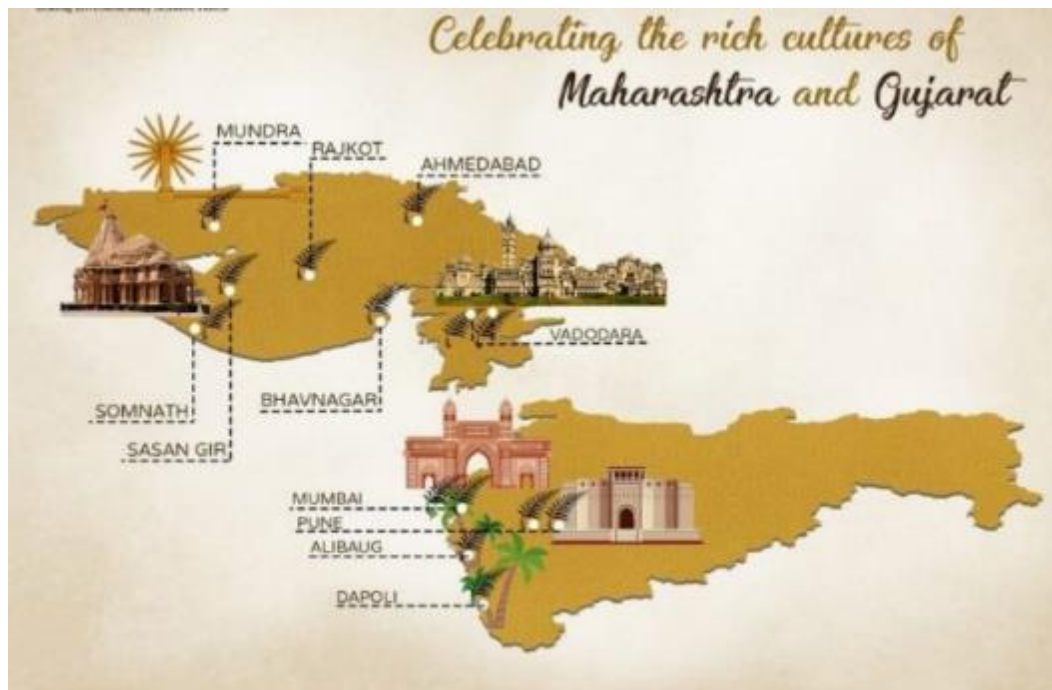 Celebrating the rich cultures of
Maharashtra and Gujarat
MUNDRA
RAJKOT
AHMEDABAD
VADODARA
BHAVNAGAR
SOMNATH
SASAN GIR
MUMBAI
PUNE
ALIBAUG
DAPOLI